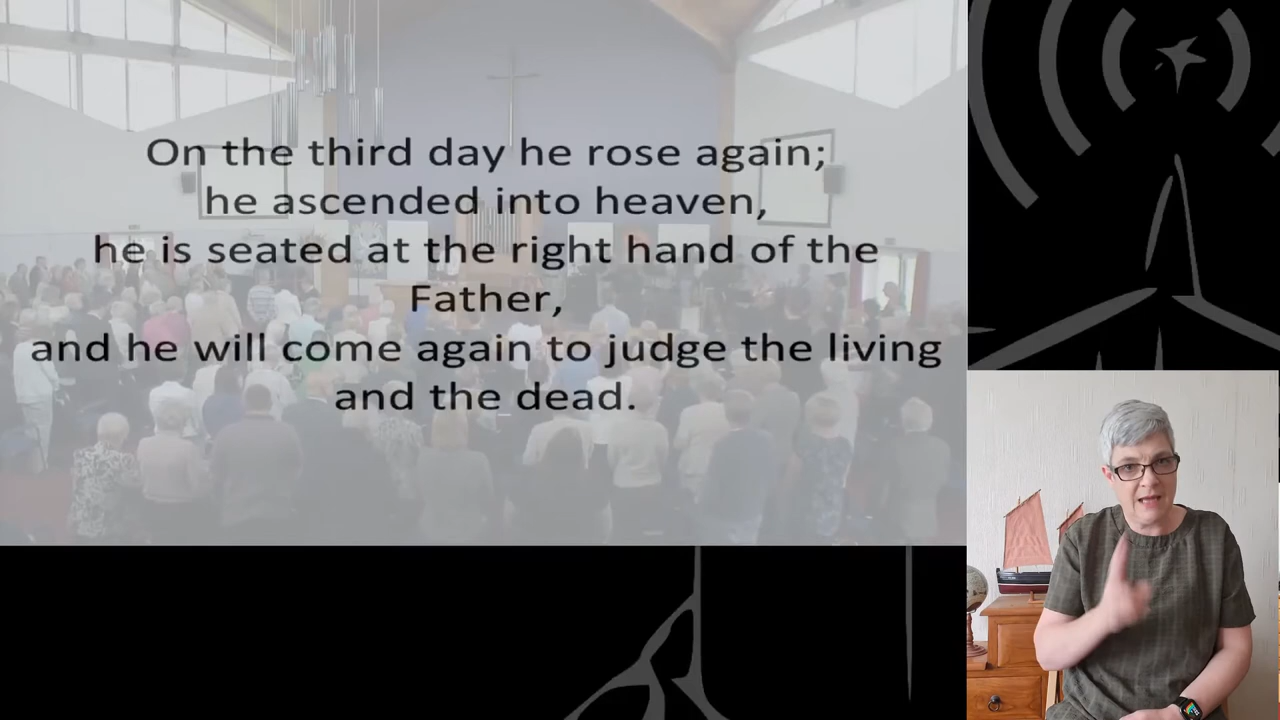 On the third day he rose again;
he ascended into heaven,
he is seated at the right hand of the
Father,
and he will come again to judge the living
and the dead.